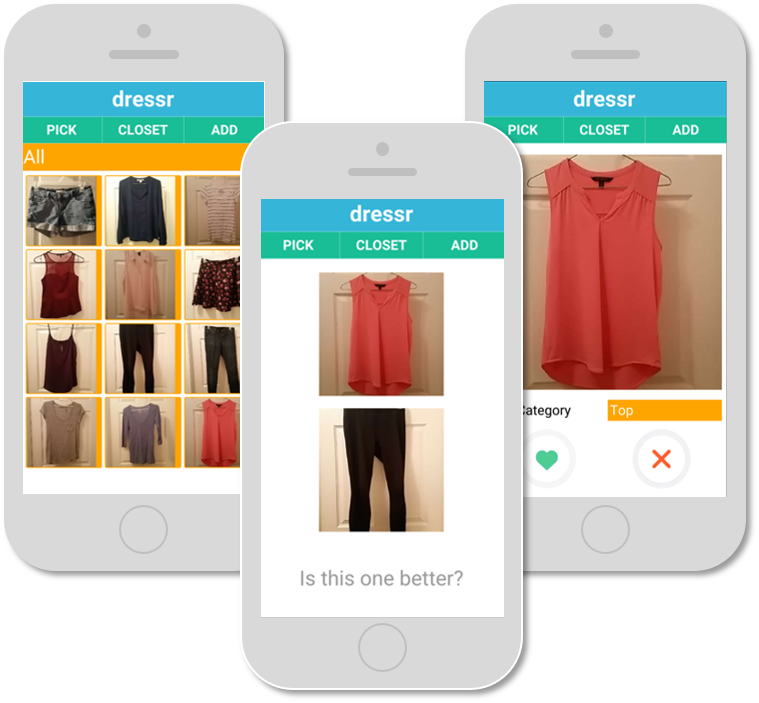 dressr
PICK CLOSET ADD
All
dressr
PICK CLOSET ADD
Is this one better?
dressr
PICK CLOSET ADD
Category Top